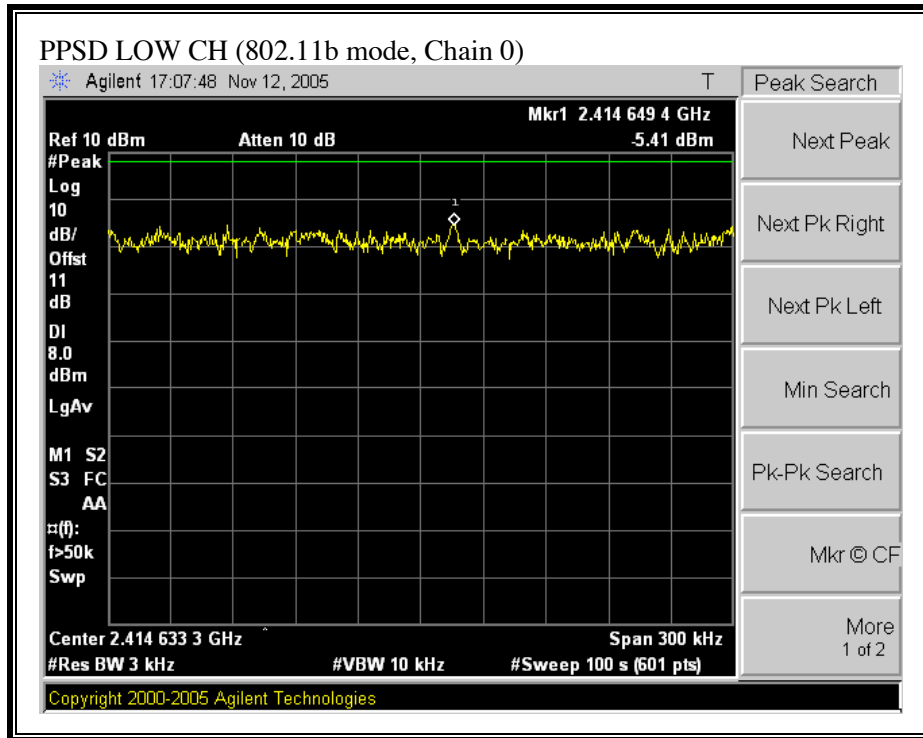 PPSD LOW CH (802.11b mode, Chain 0)
Agilent 17:07:48 Nov 12, 2005 T
Peak Search
Mkr1 2.414 649 4 GHz
Ref 10 dBm Atten 10 dB -5.41 dBm
#Peak
Log
10
dB/
Offst
11
dB
DI
8.0
dBm
LgAv
M1 S2
S3 FC
AA
¤(f):
f>50k
Swp
1
Center 2.414 633 3 GHz Span 300 kHz
#Res BW 3 kHz #VBW 10 kHz #Sweep 100 s (601 pts)
Next Peak
Next Pk Right
Next Pk Left
Min Search
Pk-Pk Search
Mkr © CF
More
1 of 2
Copyright 2000-2005 Agilent Technologies